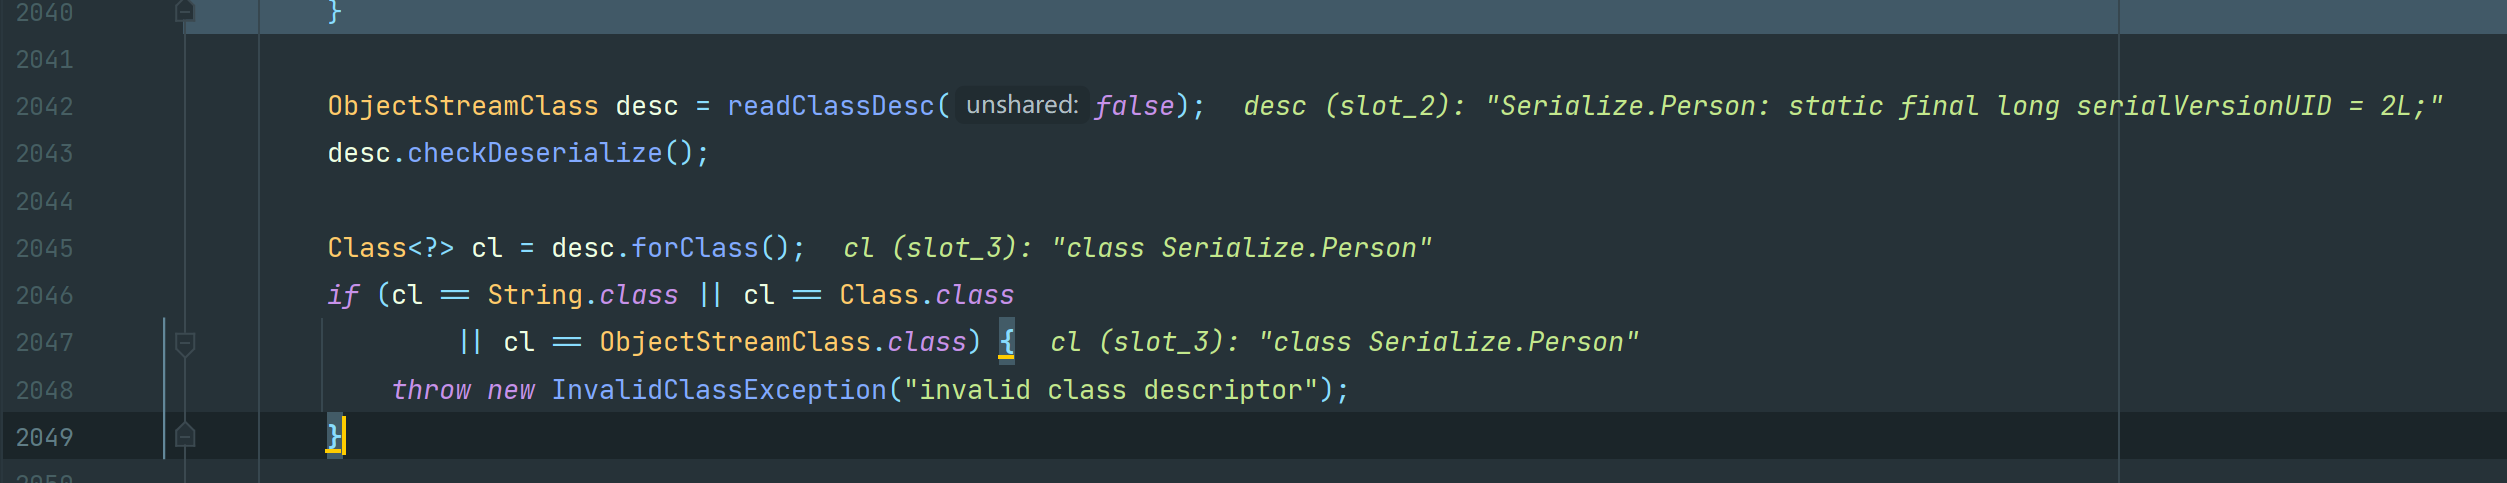 2040 }
2041
2042 ObjectStreamClass desc = readClassDesc( unshared: false); desc (slot_2): "Serialize.Person: static final long serialVersionUID = 2L;"
2043 desc.checkDeserialize();
2044
2045 Class<?> cl = desc.forClass(); cl (slot_3): "class Serialize.Person"
2046 if (cl == String.class || cl == Class.class
2047 || cl == ObjectStreamClass.class) { cl (slot_3): "class Serialize.Person"
2048 throw new InvalidClassException("invalid class descriptor");
2049 }
2050